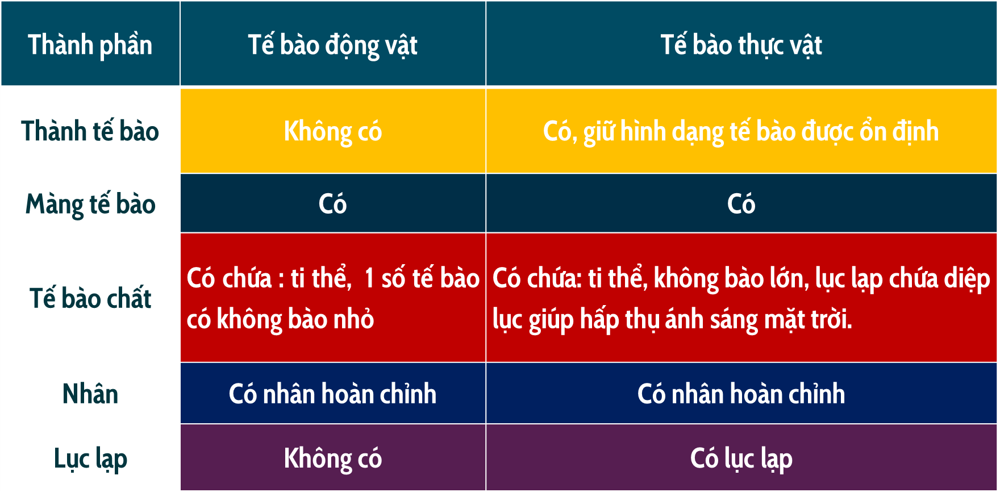 Thành phần
Tế bào động vật
Tế bào thực vật
Thành tế bào
Không có
Có, giữ hình dạng tế bào được ổn định
Màng tế bào
Có
Có
Tế bào chất
Có chứa : ti thể, 1 số tế bào
có không bào nhỏ
Có chứa: ti thể, không bào lớn, lục lạp chứa diệp
lục giúp hấp thụ ánh sáng mặt trời.
Nhân
Có nhân hoàn chỉnh
Có nhân hoàn chỉnh
Lục lạp
Không có
Có lục lạp